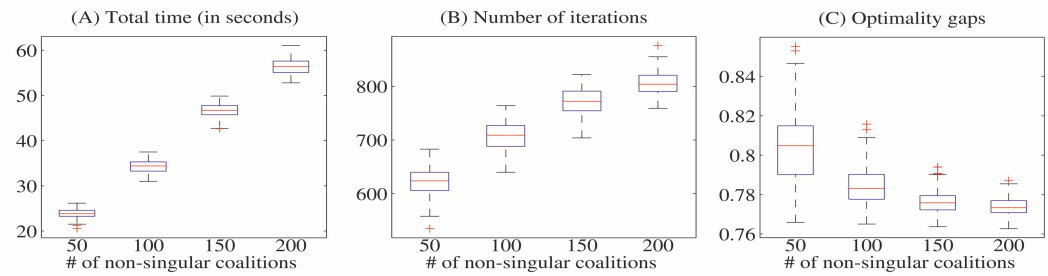 (A) Total time (in seconds)
(B) Number of iterations
(C) Optimality gaps
60
50
40
30
20
50 100 150 200
# of non-singular coalitions
800
700
600
50 100 150 200
# of non-singular coalitions
0.84
0.82
0.8
0.78
0.76
50 100 150 200
# of non-singular coalitions